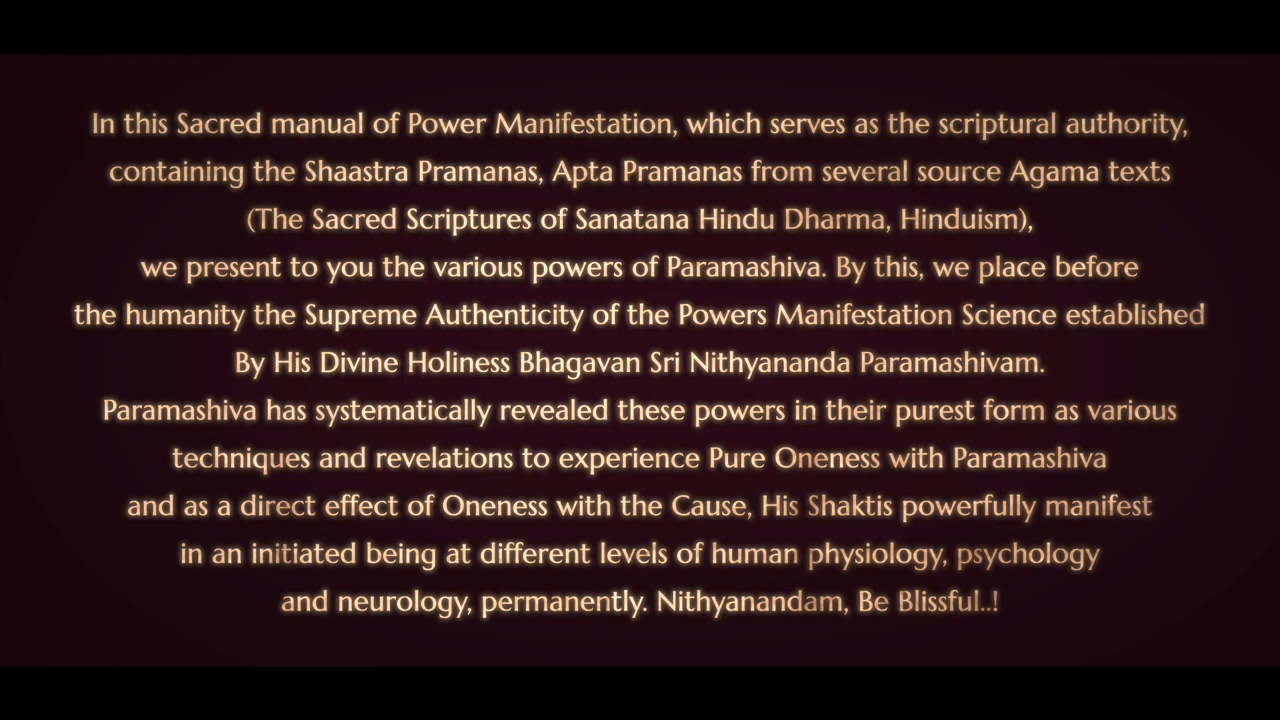 In this Sacred manual of Power Manifestation, which serves as the scriptural authority,
containing the Shaastra Pramanas, Apta Pramanas from several source Agama texts
(The Sacred Scriptures of Sanatana Hindu Dharma, Hinduism),
we present to you the various powers of Paramashiva. By this, we place before
the humanity the Supreme Authenticity of the Powers Manifestation Science established
By His Divine Holiness Bhagavan Sri Nithyananda Paramashivam.
Paramashiva has systematically revealed these powers in their purest form as various
techniques and revelations to experience Pure Oneness with Paramashiva
and as a direct effect of Oneness with the Cause, His Shaktis powerfully manifest
in an initiated being at different levels of human physiology, psychology
and neurology, permanently. Nithyanandam, Be Blissful..!